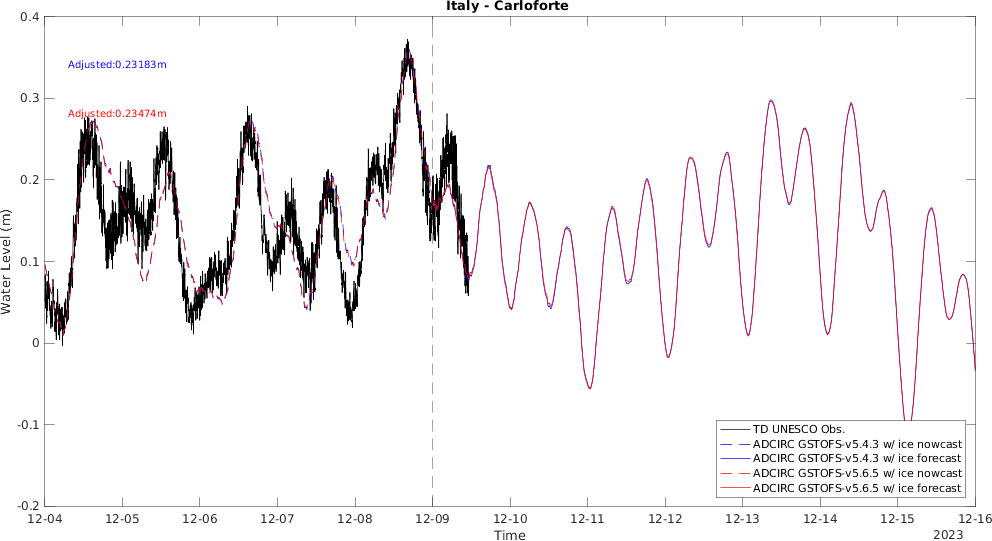 Italy - Carloforte
0.4
0.3
0.2
0.1
0
-0.1
-0.2
Water Level (m)
Adjusted:0.23183m
Adjusted:0.23474m
TD UNESCO Obs.
ADCIRC GSTOFS-v5.4.3 w/ ice nowcast
ADCIRC GSTOFS-v5.4.3 w/ ice forecast
ADCIRC GSTOFS-v5.6.5 w/ ice nowcast
ADCIRC GSTOFS-v5.6.5 w/ ice forecast
12-04 12-05 12-06 12-07 12-08 12-09 12-10 12-11 12-12 12-13 12-14 12-15 12-16
Time
2023